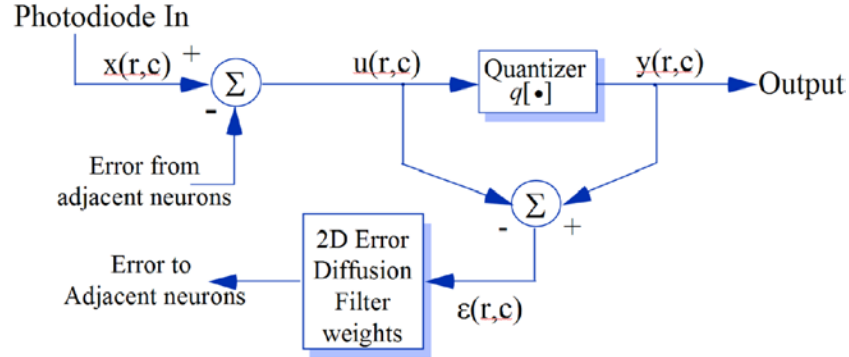 Photodiode In
x(r,c)
+
Σ
-
u(r,c)
Quantizer
q[•]
y(r,c)
Output
Error from
adjacent neurons
Σ
-
+
2D Error
Diffusion
Filter
weights
Error to
Adjacent neurons
ε(r,c)